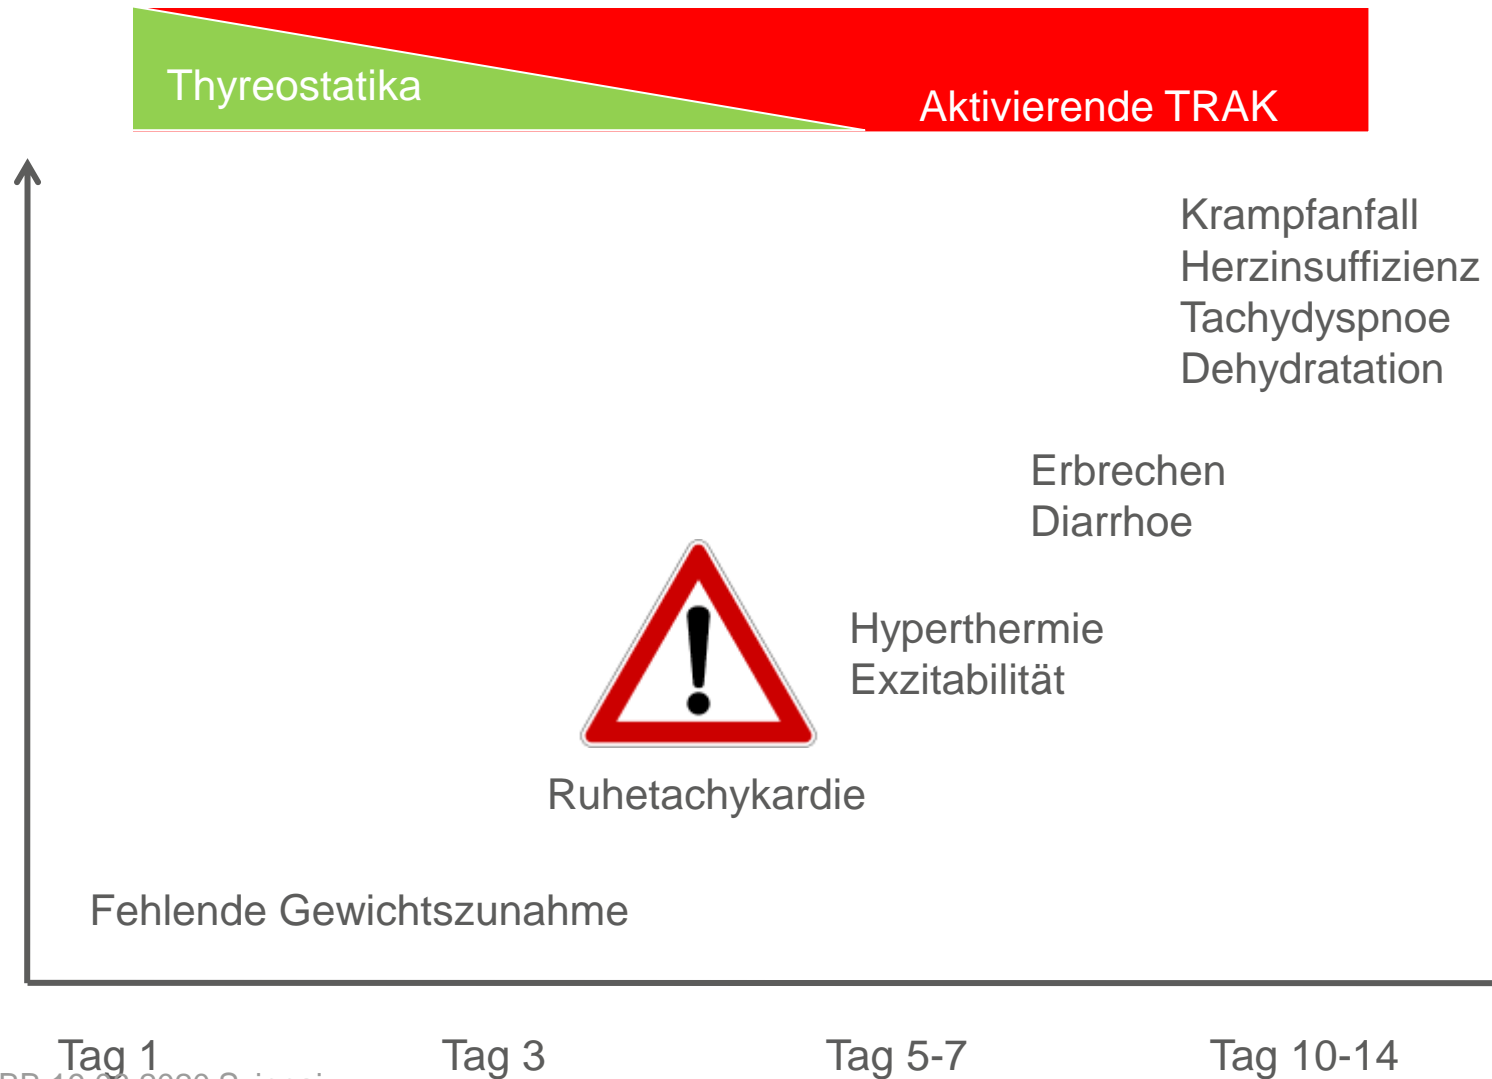 Thyreostatika
Aktivierende TRAK
Krampfanfall
Herzinsuffizienz
Tachydyspnoe
Dehydratation
Erbrechen
Diarrhoe
Hyperthermie
Exzitabilität
Ruhetachykardie
Fehlende Gewichtszunahme
Tag 1
Tag 3
Tag 5-7
Tag 10-14